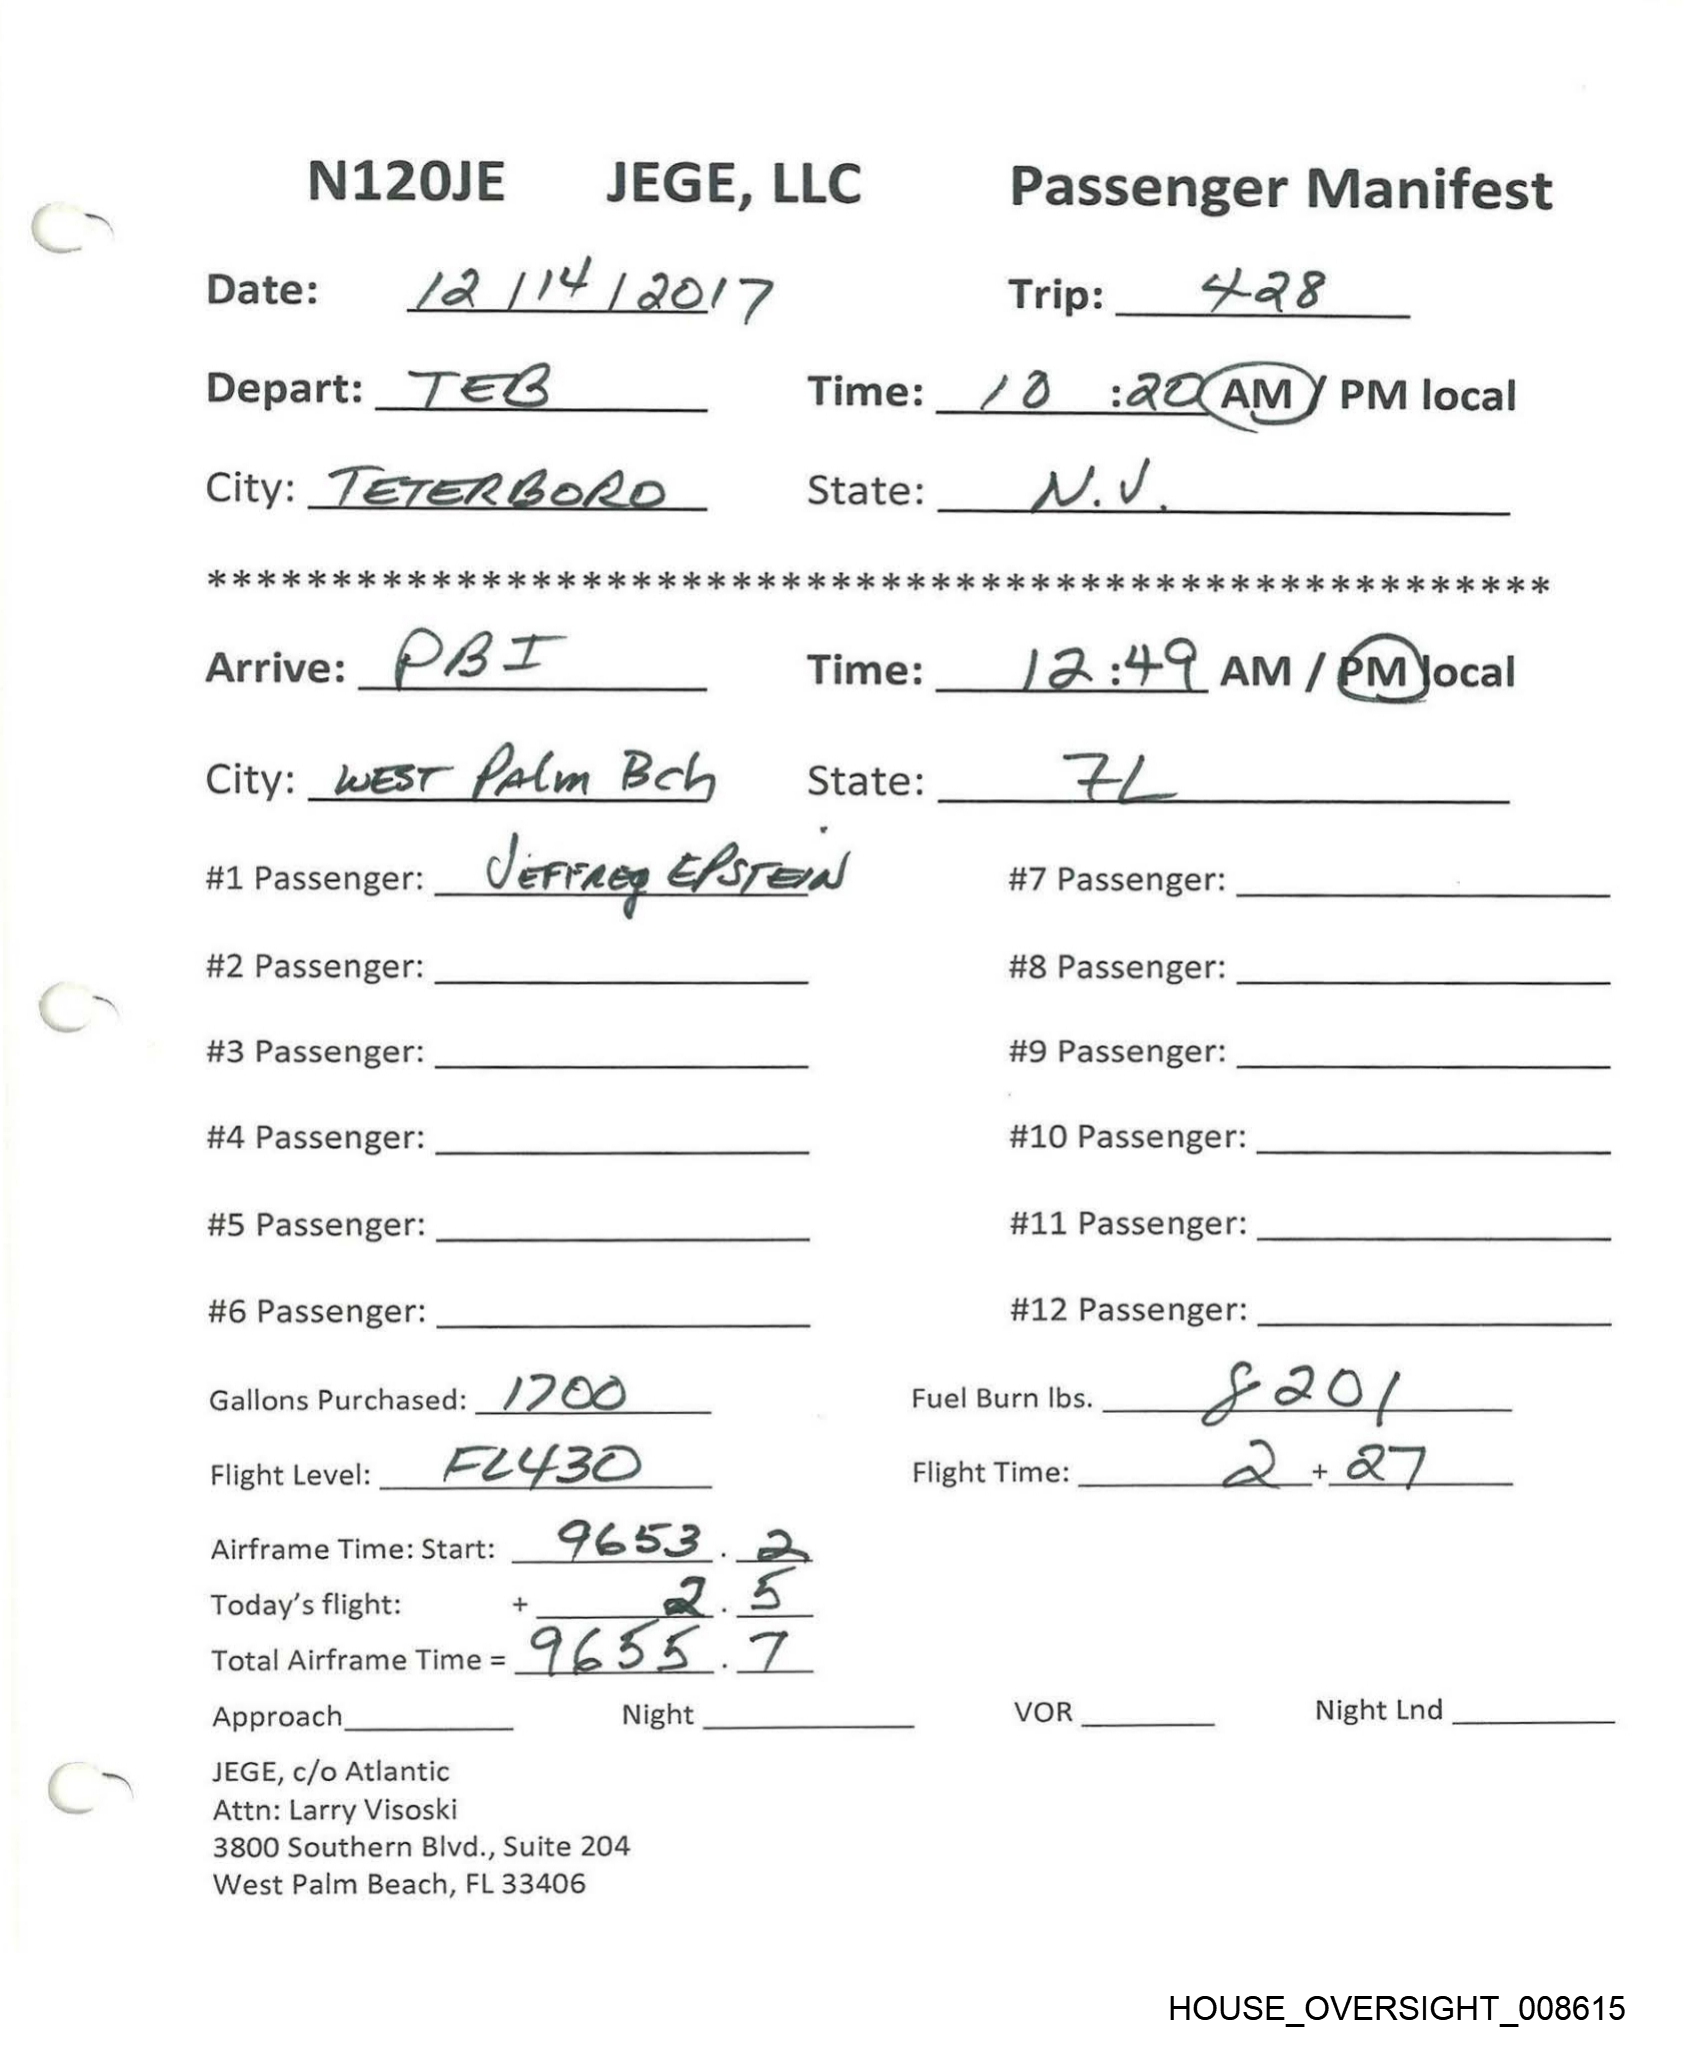 N120JE JEGE, LLC Passenger Manifest
Date: 12/14/2017 Trip: 428
Depart: TEB Time: 10:20 AM / PM local
City: TETERBORO State: N.J.
******************************************************
Arrive: PBI Time: 12:49 AM / PM local
City: WEST PAlm Bch State: FL
#1 Passenger: JEFFREy EPSTEIN #7 Passenger:
#2 Passenger: #8 Passenger:
#3 Passenger: #9 Passenger:
#4 Passenger: #10 Passenger:
#5 Passenger: #11 Passenger:
#6 Passenger: #12 Passenger:
Gallons Purchased: 1700 Fuel Burn lbs. 8201
Flight Level: FL430 Flight Time: 2 + 27
Airframe Time: Start: 9653.2
Today's flight: + 2.5
Total Airframe Time = 9655.7
Approach Night VOR Night Lnd
JEGE, c/o Atlantic
Attn: Larry Visoski
3800 Southern Blvd., Suite 204
West Palm Beach, FL 33406
HOUSE_OVERSIGHT_008615